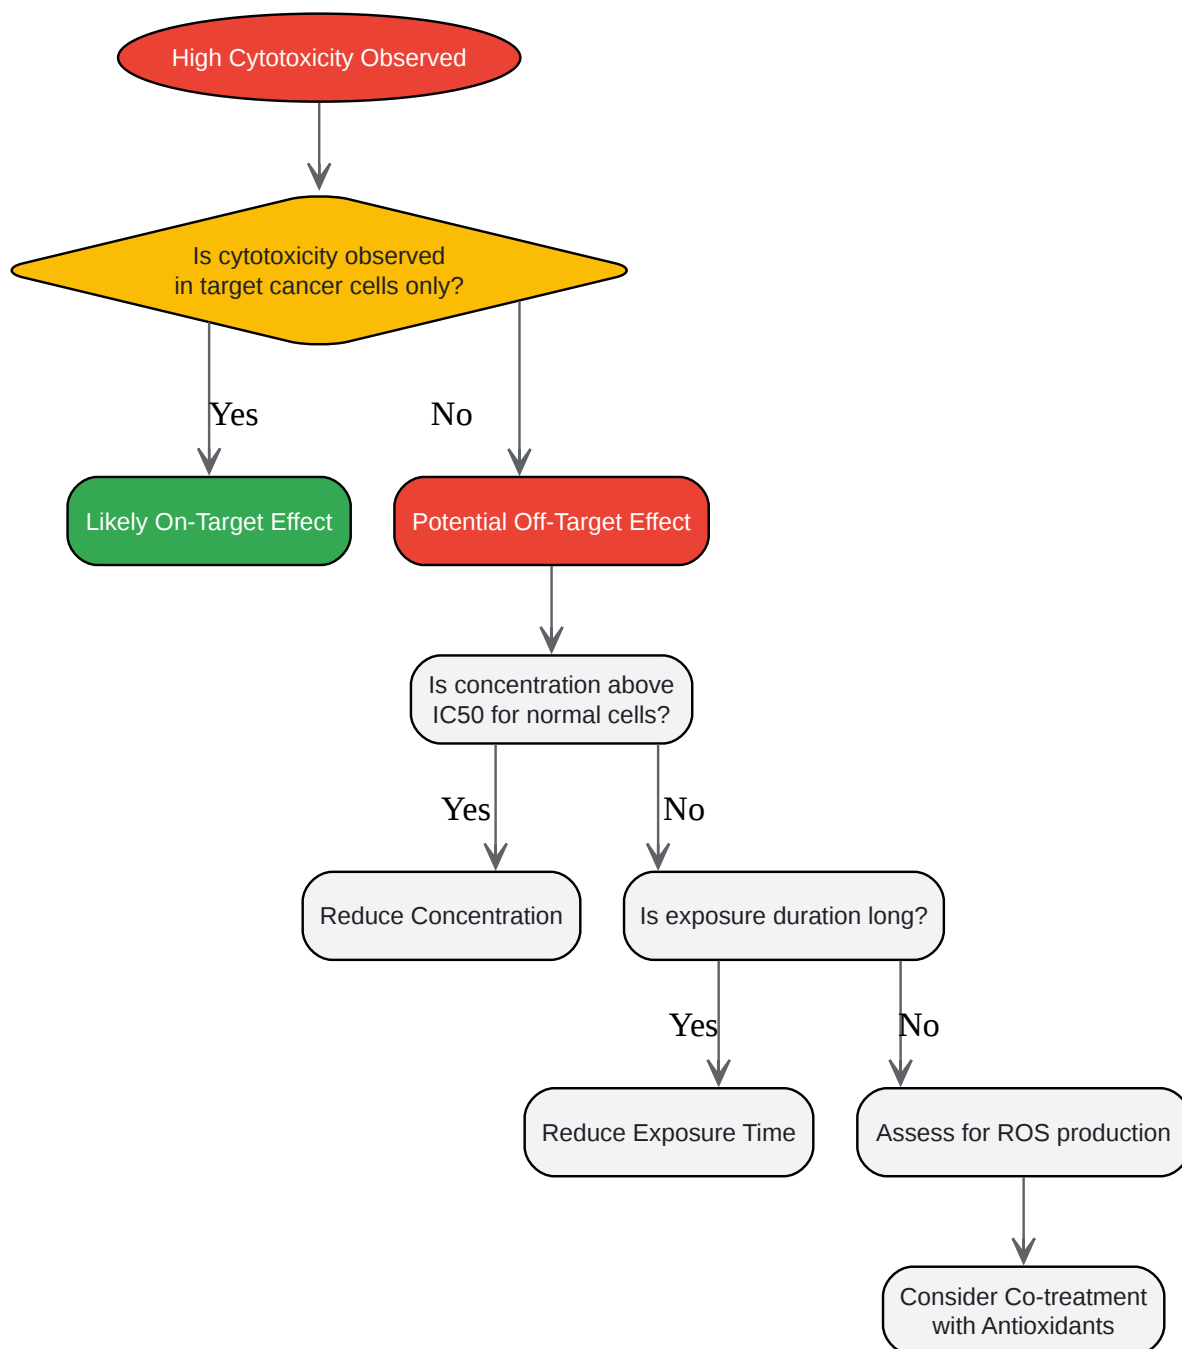 High Cytotoxicity Observed
Is cytotoxicity observed
in target cancer cells only?
Yes
No
Likely On-Target Effect
Potential Off-Target Effect
Is concentration above
IC50 for normal cells?
Yes
No
Reduce Concentration
Is exposure duration long?
Yes
No
Reduce Exposure Time
Assess for ROS production
Consider Co-treatment
with Antioxidants